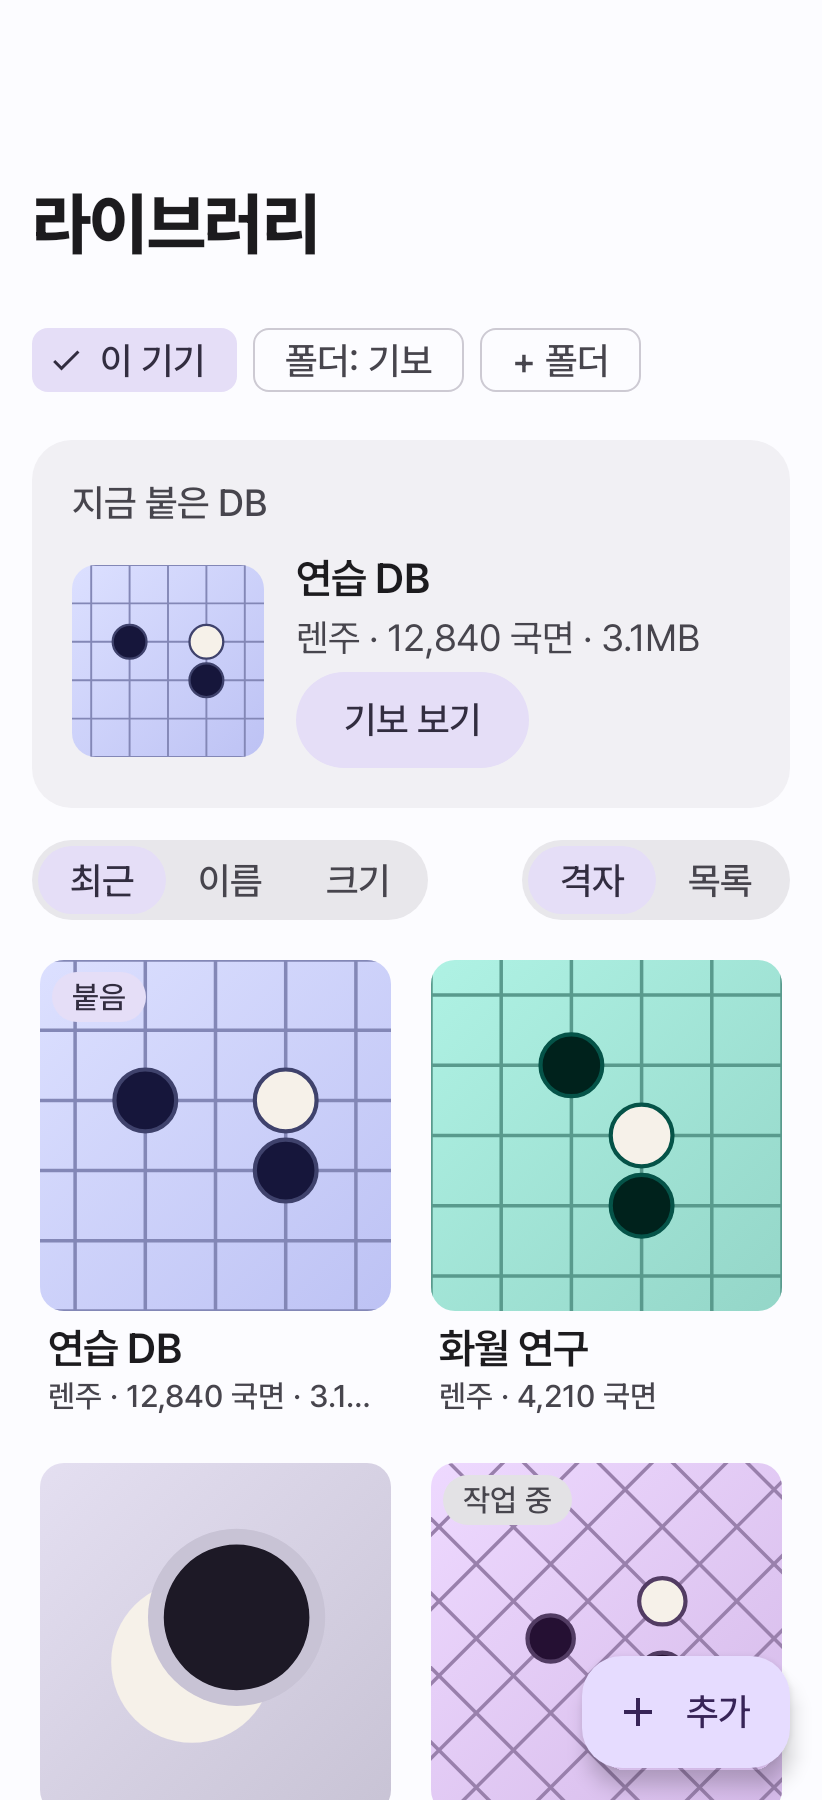 라이브러리
이 기기
폴더: 기보
+ 폴더
지금 붙은 DB
연습 DB
렌주 · 12,840 국면 · 3.1MB
기보 보기
최근 이름 크기
격자 목록
붙음
연습 DB
렌주 · 12,840 국면 · 3.1...
화월 연구
렌주 · 4,210 국면
작업 중
+ 추가